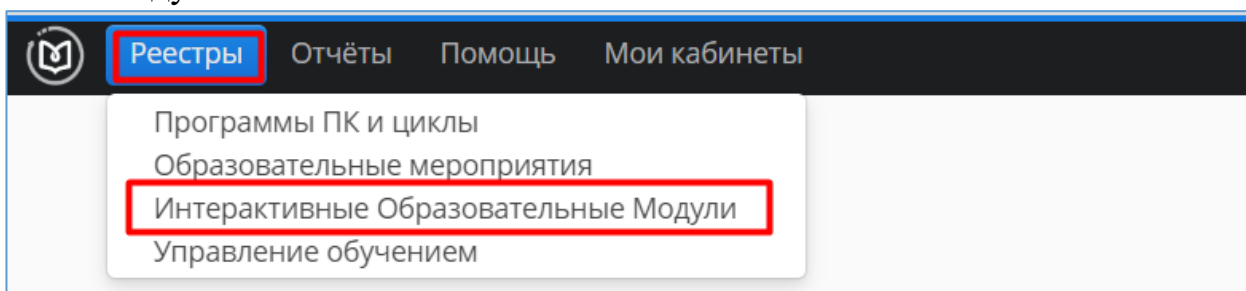 Реестры Отчёты Помощь Мои кабинеты
Программы ПК и циклы
Образовательные мероприятия
Интерактивные Образовательные Модули
Управление обучением